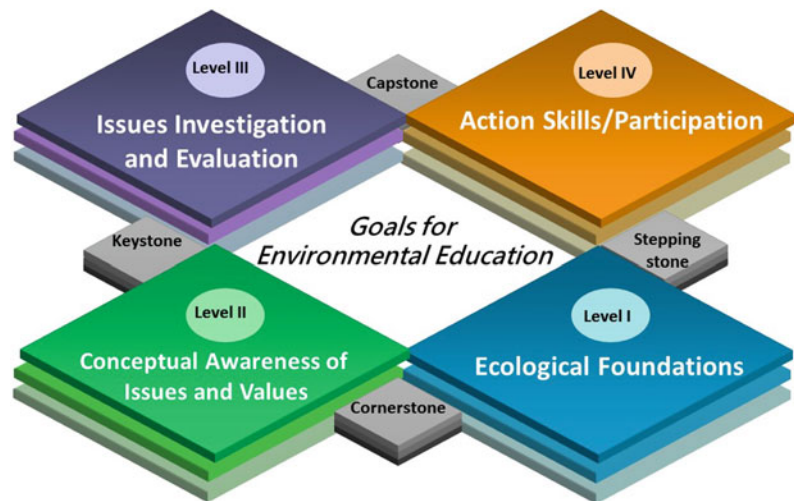 Level III
Issues Investigation
and Evaluation
Capstone
Level IV
Action Skills/Participation
Keystone
Goals for
Environmental Education
Stepping
stone
Level II
Conceptual Awareness of
Issues and Values
Level I
Ecological Foundations
Cornerstone